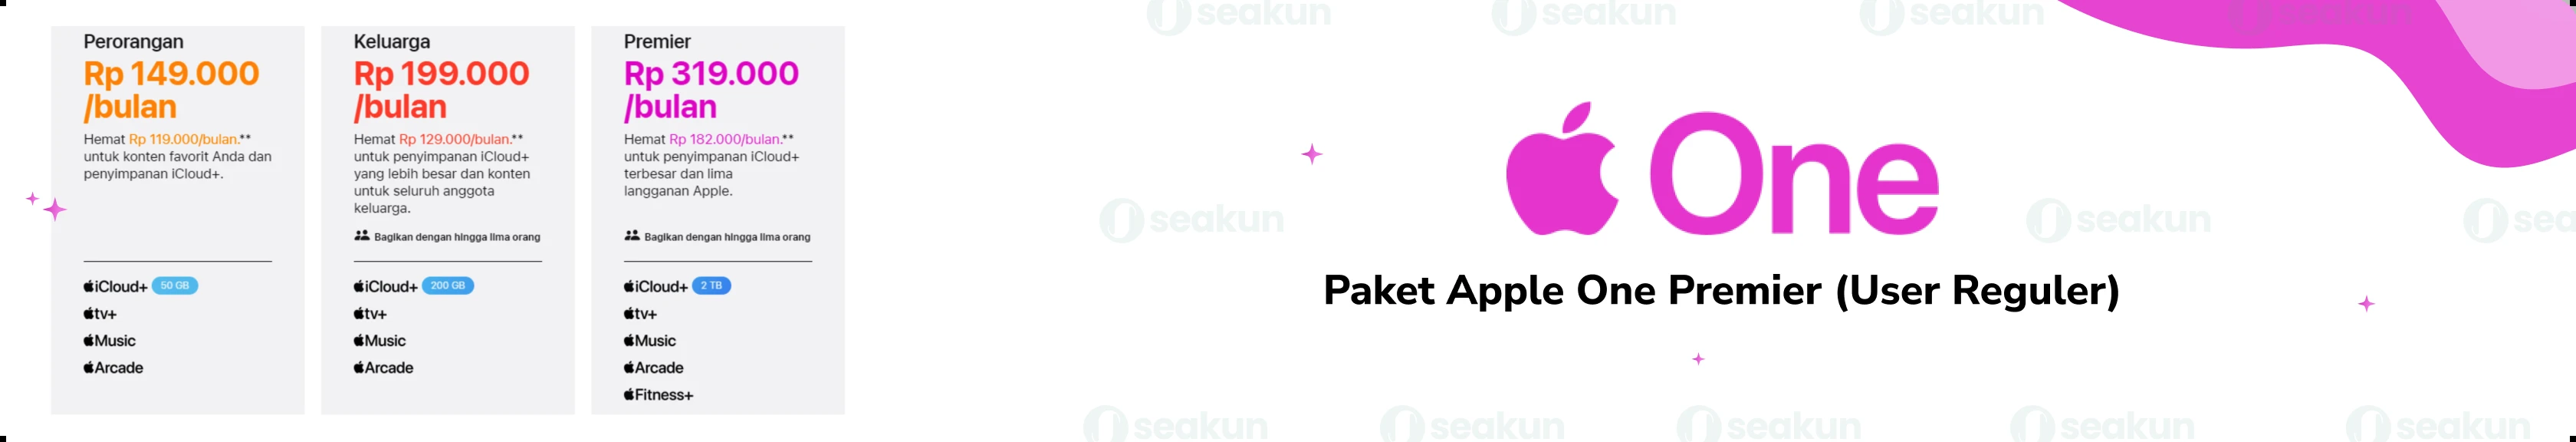 Perorangan
Rp 149.000
/bulan
Hemat Rp 119.000/bulan.**
untuk konten favorit Anda dan
penyimpanan iCloud+.
iCloud+ 50 GB
tv+
Music
Arcade
Keluarga
Rp 199.000
/bulan
Hemat Rp 129.000/bulan.**
untuk penyimpanan iCloud+
yang lebih besar dan konten
untuk seluruh anggota
keluarga.
Bagikan dengan hingga lima orang
iCloud+ 200 GB
tv+
Music
Arcade
Premier
Rp 319.000
/bulan
Hemat Rp 182.000/bulan.**
untuk penyimpanan iCloud+
terbesar dan lima
langganan Apple.
Bagikan dengan hingga lima orang
iCloud+ 2 TB
tv+
Music
Arcade
Fitness+
One
Paket Apple One Premier (User Reguler)
seakun
seakun
seakun
seakun
seakun
seakun
sea
seakun
seakun
seakun
seakun
seakun